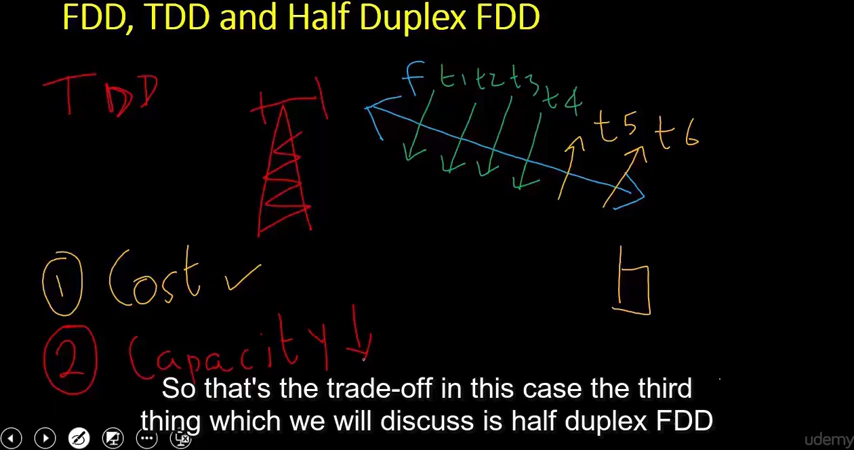 FDD, TDD and Half Duplex FDD
TDD
f t1 t2 t3 t4 t5 t6
① Cost ✓
② Capacity ↓
So that's the trade-off in this case the third
thing which we will discuss is half duplex FDD
udemy